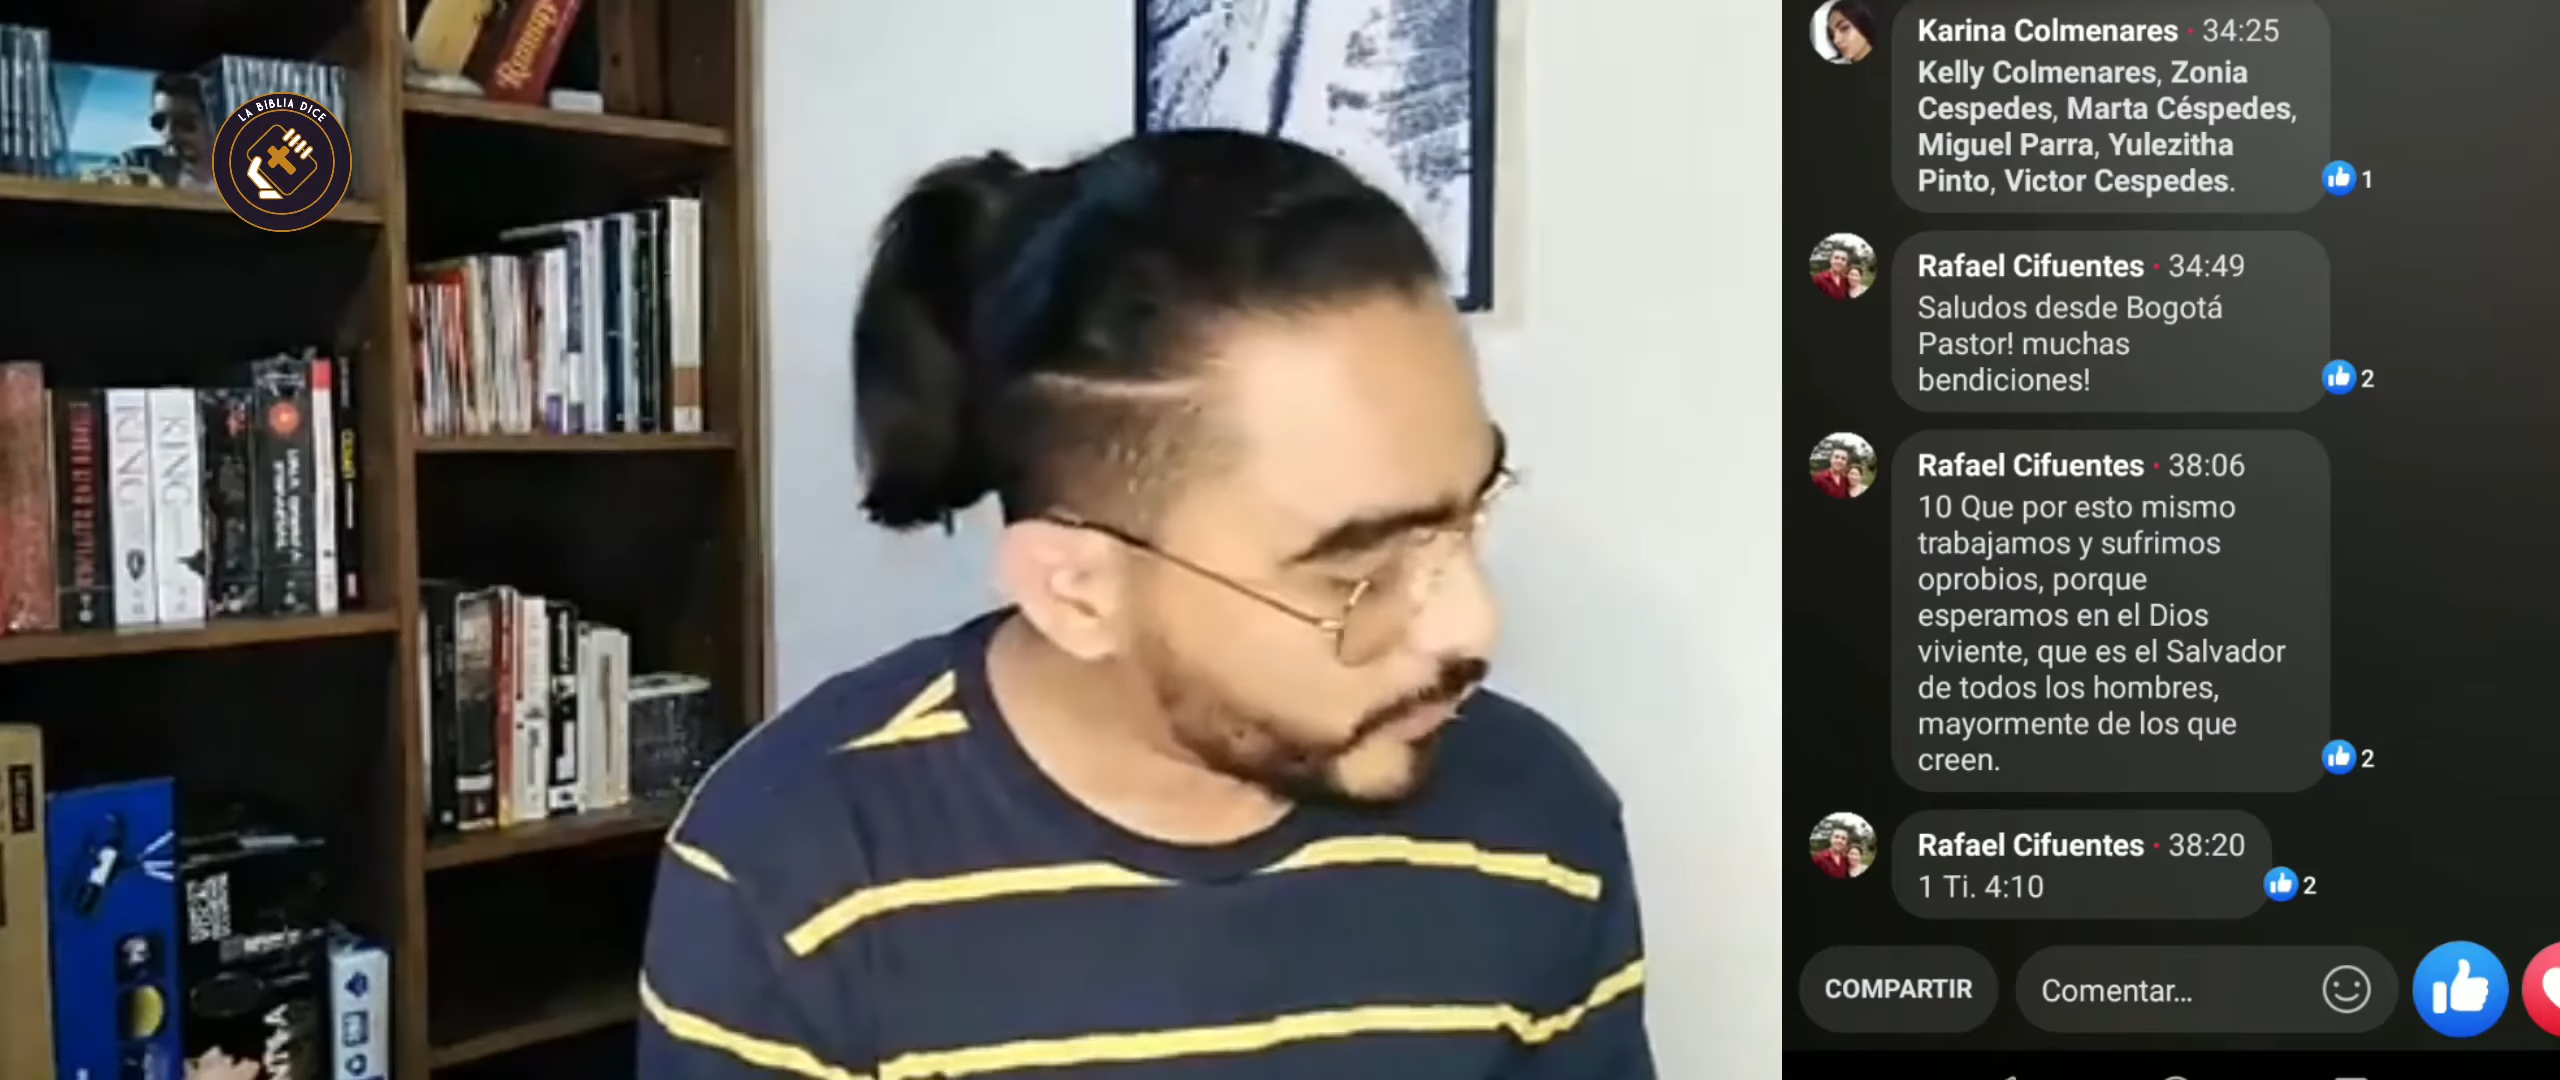 LA BIBLIA DICE
KING
KING
Karina Colmenares · 34:25
Kelly Colmenares, Zonia
Cespedes, Marta Céspedes,
Miguel Parra, Yulezitha
Pinto, Victor Cespedes.
1
Rafael Cifuentes · 34:49
Saludos desde Bogotá
Pastor! muchas
bendiciones!
2
Rafael Cifuentes · 38:06
10 Que por esto mismo
trabajamos y sufrimos
oprobios, porque
esperamos en el Dios
viviente, que es el Salvador
de todos los hombres,
mayormente de los que
creen.
2
Rafael Cifuentes · 38:20
1 Ti. 4:10
2
COMPARTIR
Comentar...